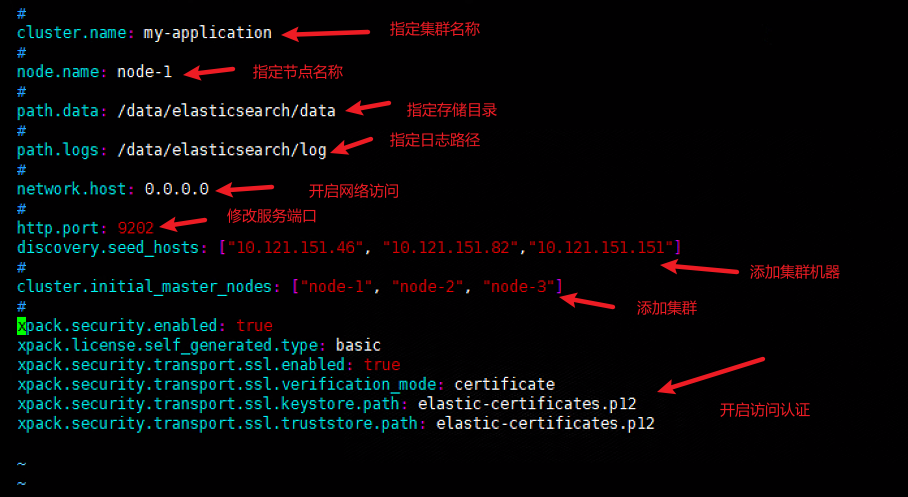 #
cluster.name: my-application 指定集群名称
#
node.name: node-1 指定节点名称
#
path.data: /data/elasticsearch/data 指定存储目录
#
path.logs: /data/elasticsearch/log 指定日志路径
#
network.host: 0.0.0.0 开启网络访问
#
http.port: 9202 修改服务端口
discovery.seed_hosts: ["10.121.151.46", "10.121.151.82","10.121.151.151"] 添加集群机器
#
cluster.initial_master_nodes: ["node-1", "node-2", "node-3"] 添加集群
#
xpack.security.enabled: true
xpack.license.self_generated.type: basic
xpack.security.transport.ssl.enabled: true
xpack.security.transport.ssl.verification_mode: certificate
xpack.security.transport.ssl.keystore.path: elastic-certificates.p12 开启访问认证
xpack.security.transport.ssl.truststore.path: elastic-certificates.p12
~
~